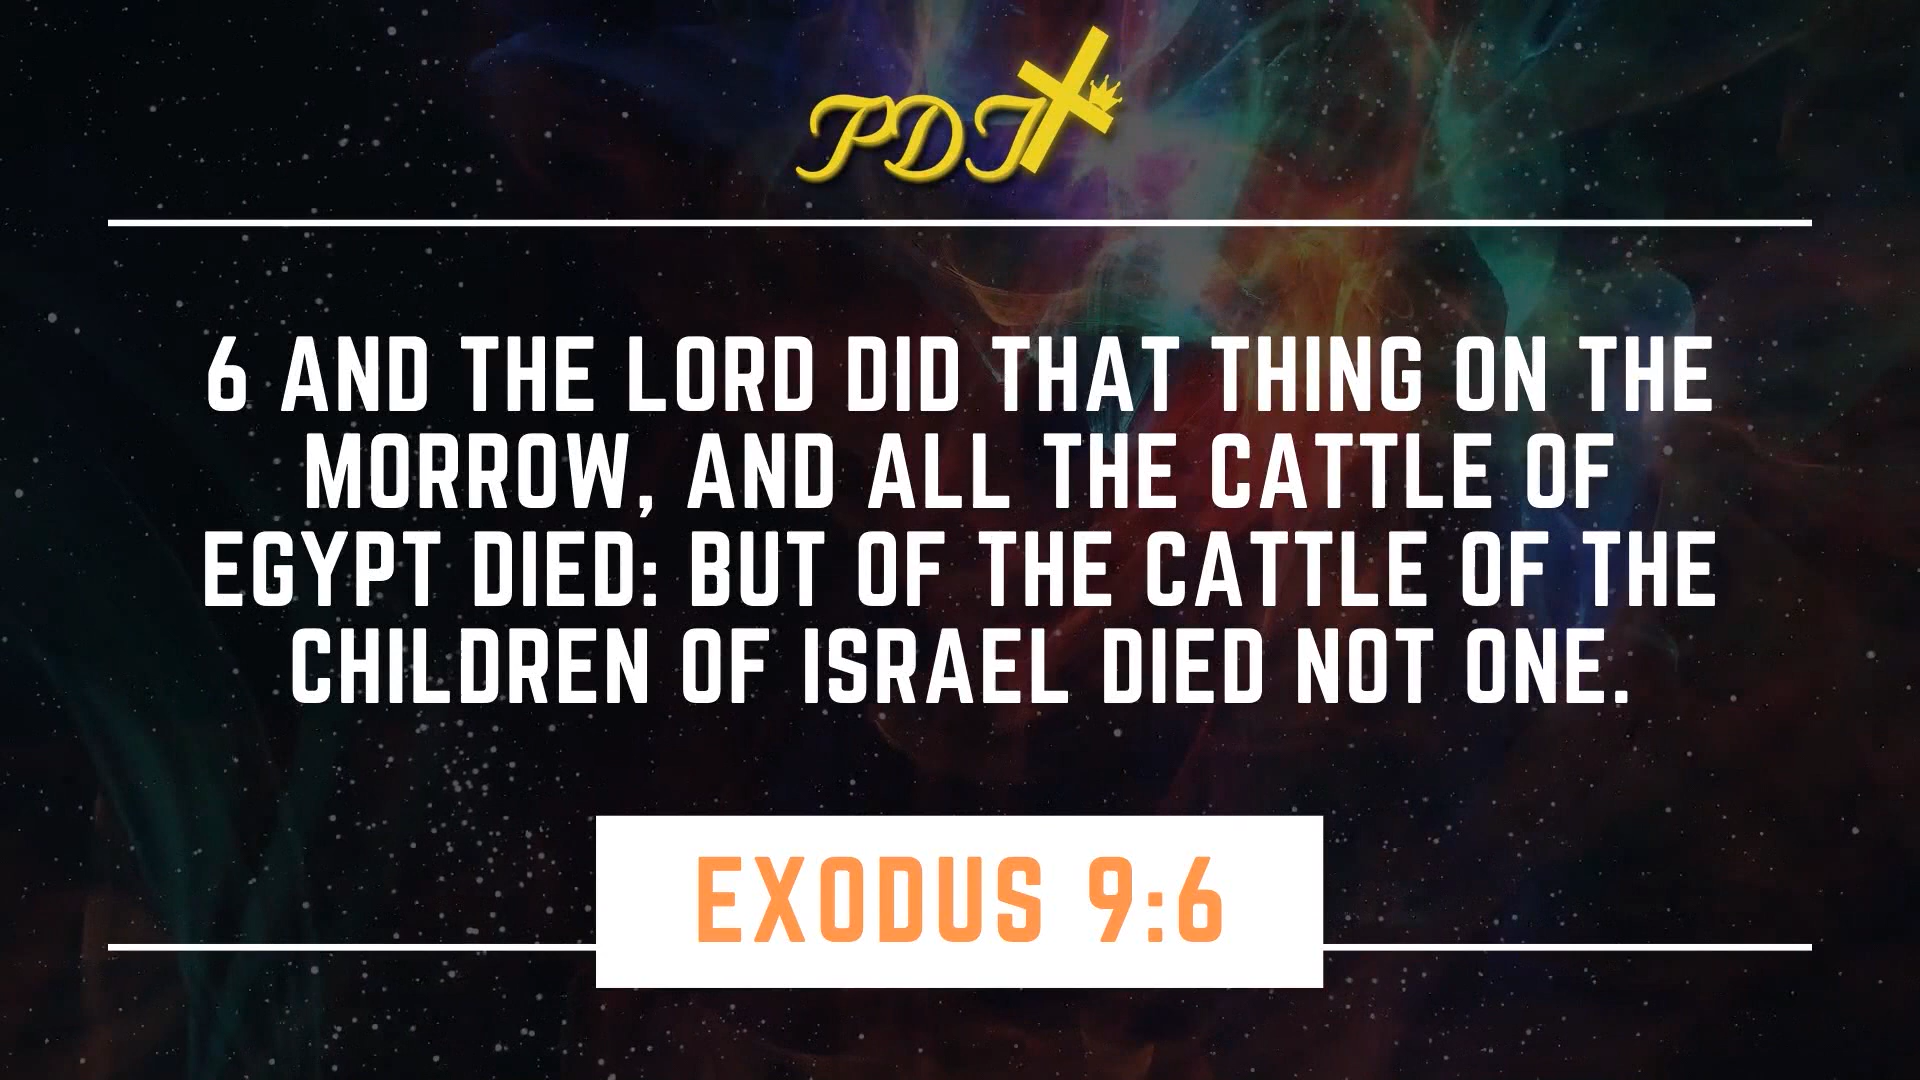 PDT
6 AND THE LORD DID THAT THING ON THE
MORROW, AND ALL THE CATTLE OF
EGYPT DIED: BUT OF THE CATTLE OF THE
CHILDREN OF ISRAEL DIED NOT ONE.
EXODUS 9:6